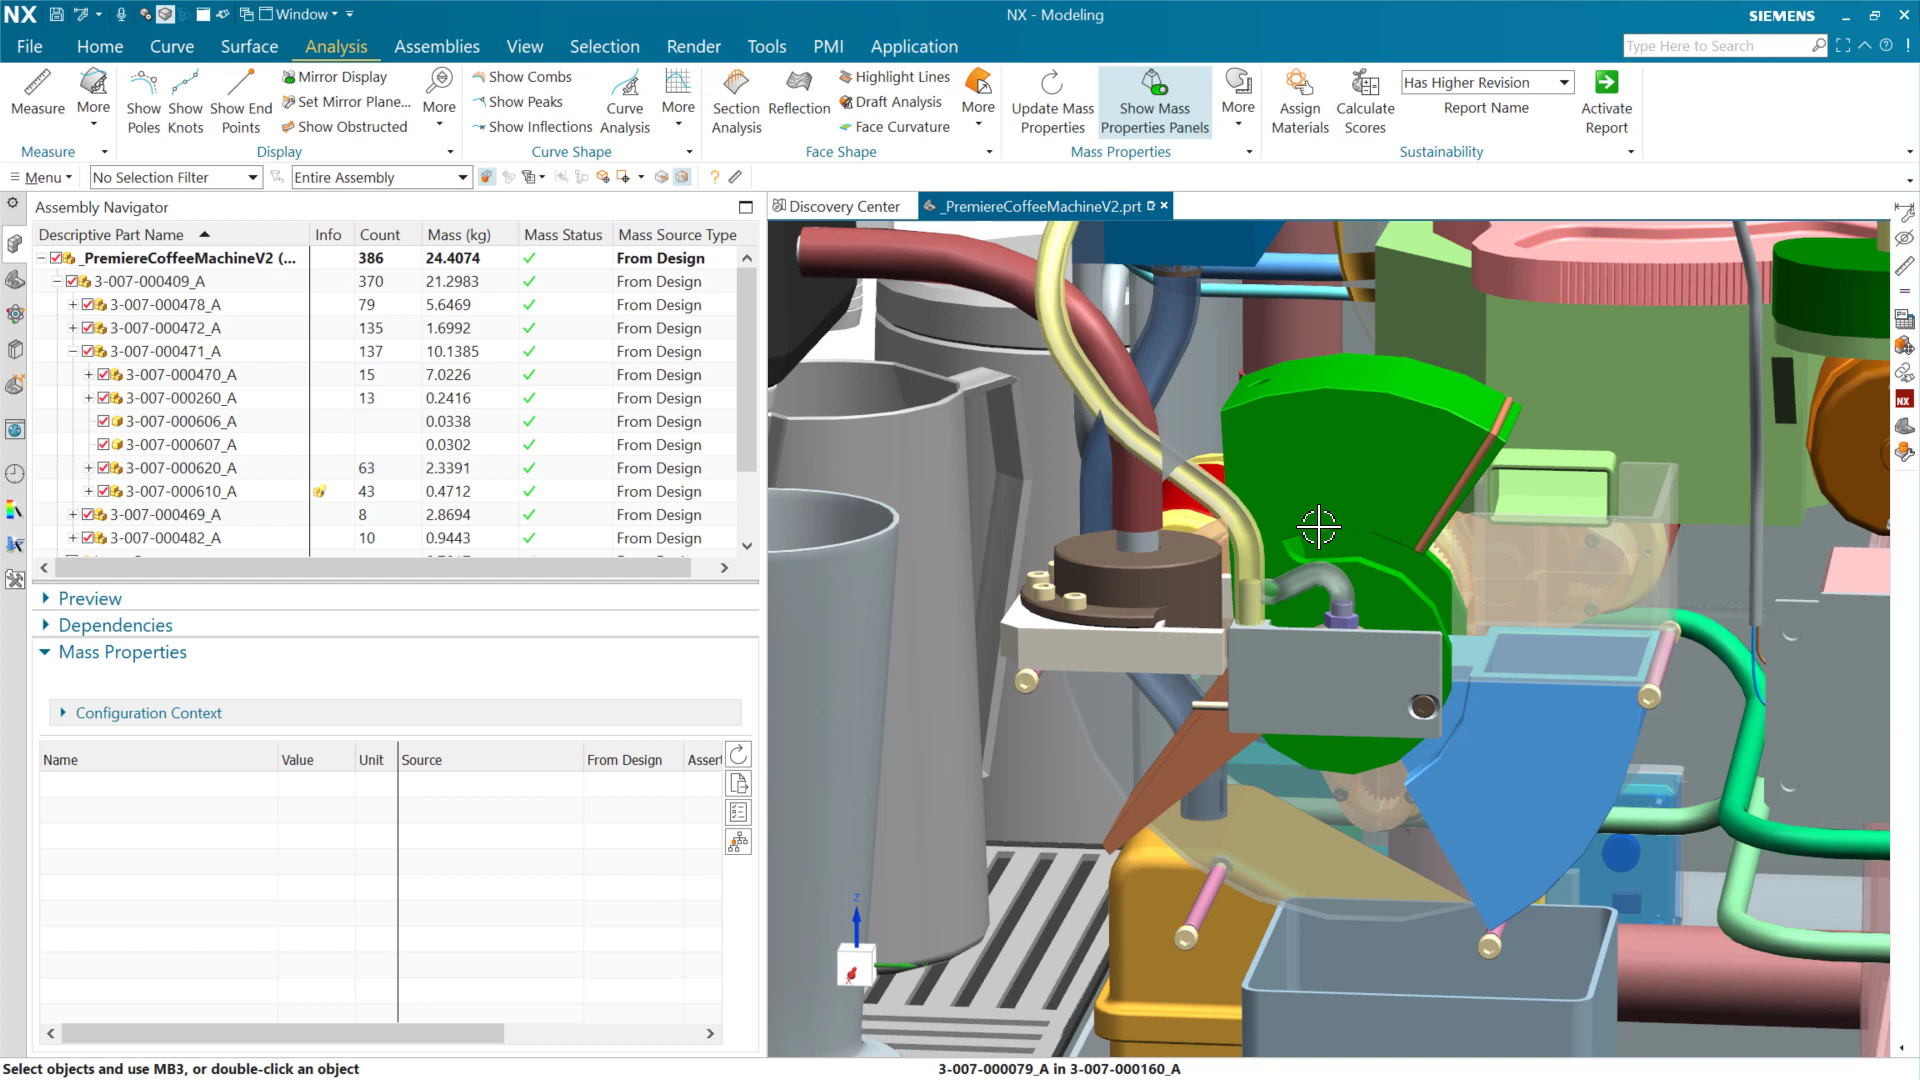 NX Window NX - Modeling SIEMENS
File Home Curve Surface Analysis Assemblies View Selection Render Tools PMI Application Type Here to Search
Measure More Show Poles Show Knots Show End Points Mirror Display Set Mirror Plane... Show Obstructed More
Show Combs Show Peaks Show Inflections Curve Analysis More
Section Analysis Reflection Highlight Lines Draft Analysis Face Curvature More
Update Mass Properties Show Mass Properties Panels More
Assign Materials Calculate Scores Has Higher Revision Report Name Activate Report
Measure Display Curve Shape Face Shape Mass Properties Sustainability
Menu No Selection Filter Entire Assembly
Assembly Navigator Discovery Center _PremiereCoffeeMachineV2.prt
Descriptive Part Name Info Count Mass (kg) Mass Status Mass Source Type
_PremiereCoffeeMachineV2 (... 386 24.4074 From Design
3-007-000409_A 370 21.2983 From Design
3-007-000478_A 79 5.6469 From Design
3-007-000472_A 135 1.6992 From Design
3-007-000471_A 137 10.1385 From Design
3-007-000470_A 15 7.0226 From Design
3-007-000260_A 13 0.2416 From Design
3-007-000606_A 0.0338 From Design
3-007-000607_A 0.0302 From Design
3-007-000620_A 63 2.3391 From Design
3-007-000610_A 43 0.4712 From Design
3-007-000469_A 8 2.8694 From Design
3-007-000482_A 10 0.9443 From Design
Preview
Dependencies
Mass Properties
Configuration Context
Name Value Unit Source From Design Assert
Z
X
NX
Select objects and use MB3, or double-click an object 3-007-000079_A in 3-007-000160_A